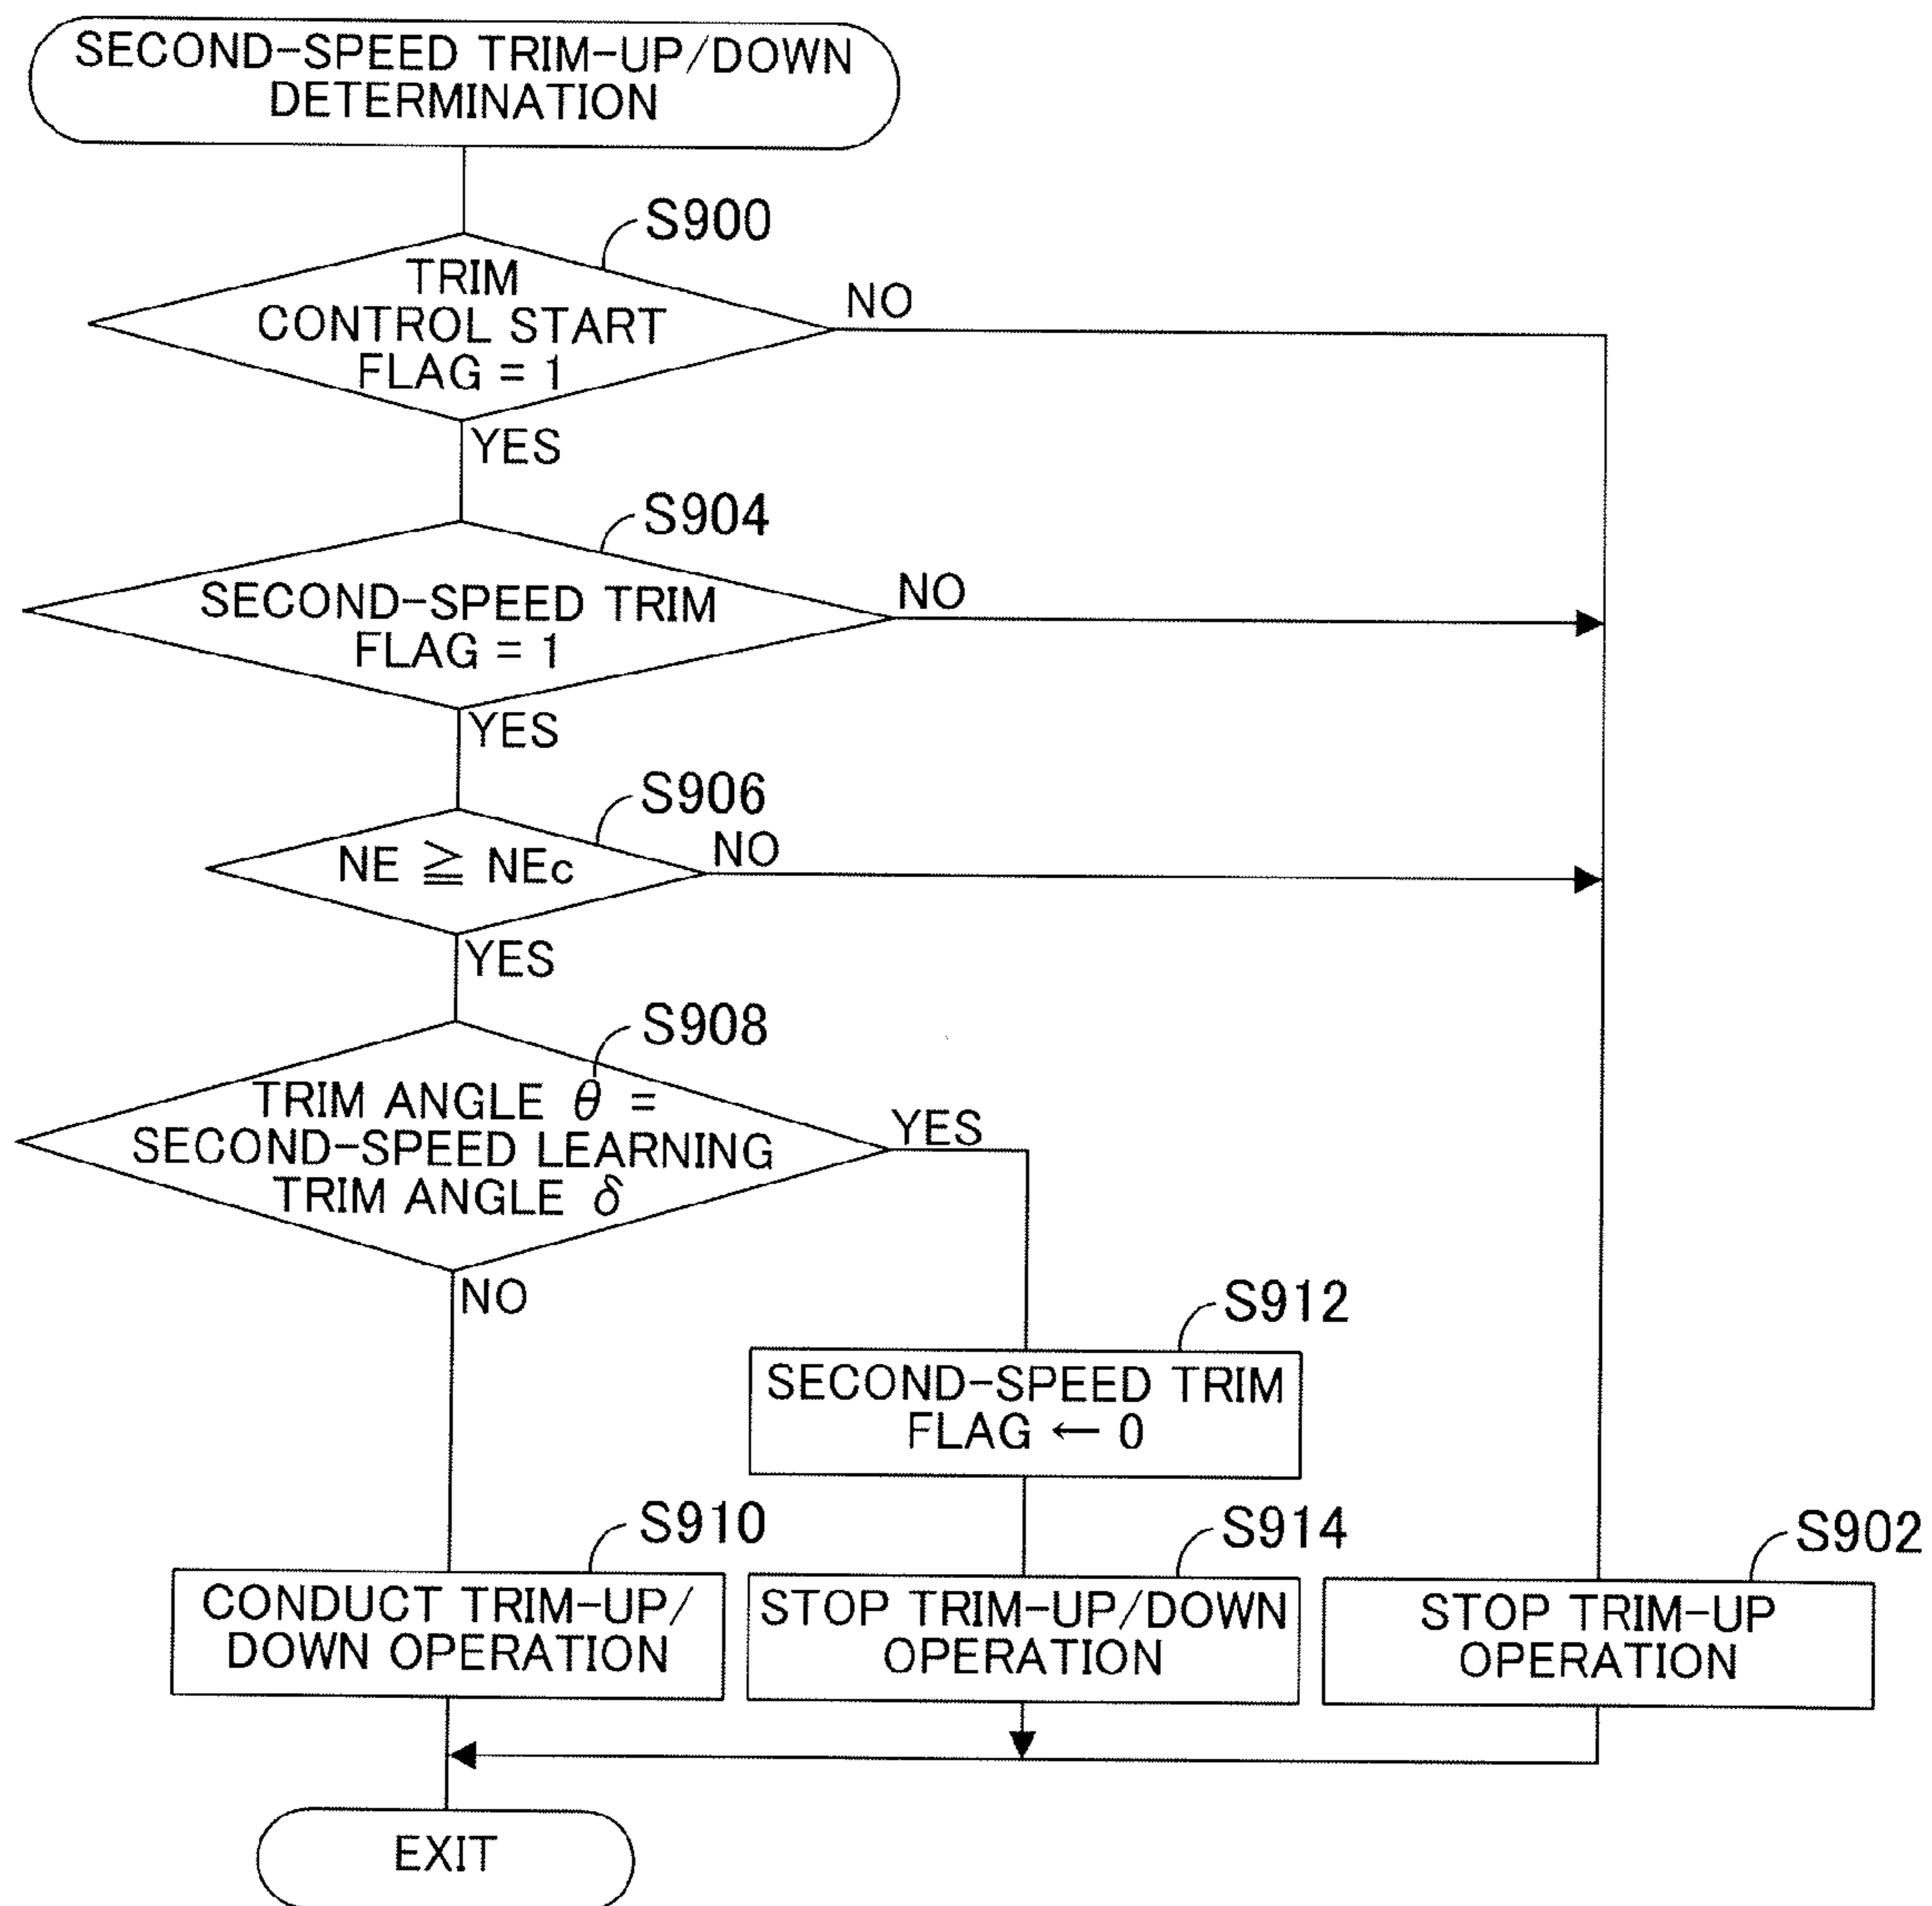 SECOND-SPEED TRIM-UP/DOWN
DETERMINATION
S900
TRIM
CONTROL START
FLAG = 1
NO
YES
S904
SECOND-SPEED TRIM
FLAG = 1
NO
YES
S906
NE ≧ NEc
NO
YES
S908
TRIM ANGLE θ =
SECOND-SPEED LEARNING
TRIM ANGLE δ
YES
NO
S912
SECOND-SPEED TRIM
FLAG ← 0
S910
CONDUCT TRIM-UP/
DOWN OPERATION
S914
STOP TRIM-UP/DOWN
OPERATION
S902
STOP TRIM-UP
OPERATION
EXIT